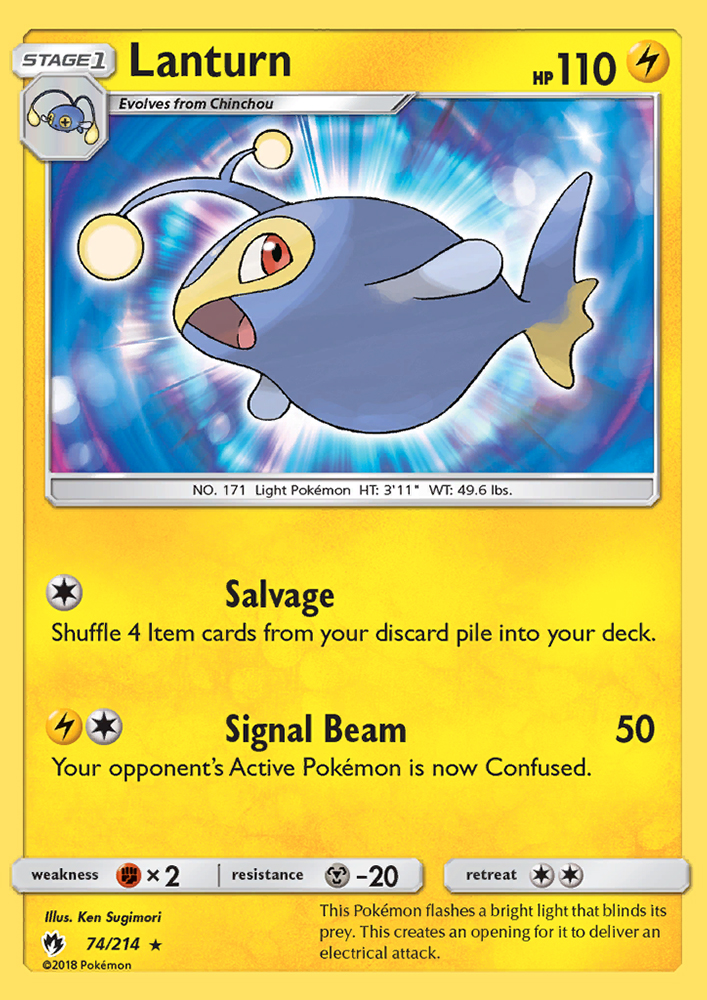 STAGE1
Lanturn
HP 110
Evolves from Chinchou
NO. 171 Light Pokémon HT: 3'11" WT: 49.6 lbs.
Salvage
Shuffle 4 Item cards from your discard pile into your deck.
Signal Beam 50
Your opponent's Active Pokémon is now Confused.
weakness ×2 resistance -20 retreat
Illus. Ken Sugimori
74/214 ★
©2018 Pokémon
This Pokémon flashes a bright light that blinds its
prey. This creates an opening for it to deliver an
electrical attack.